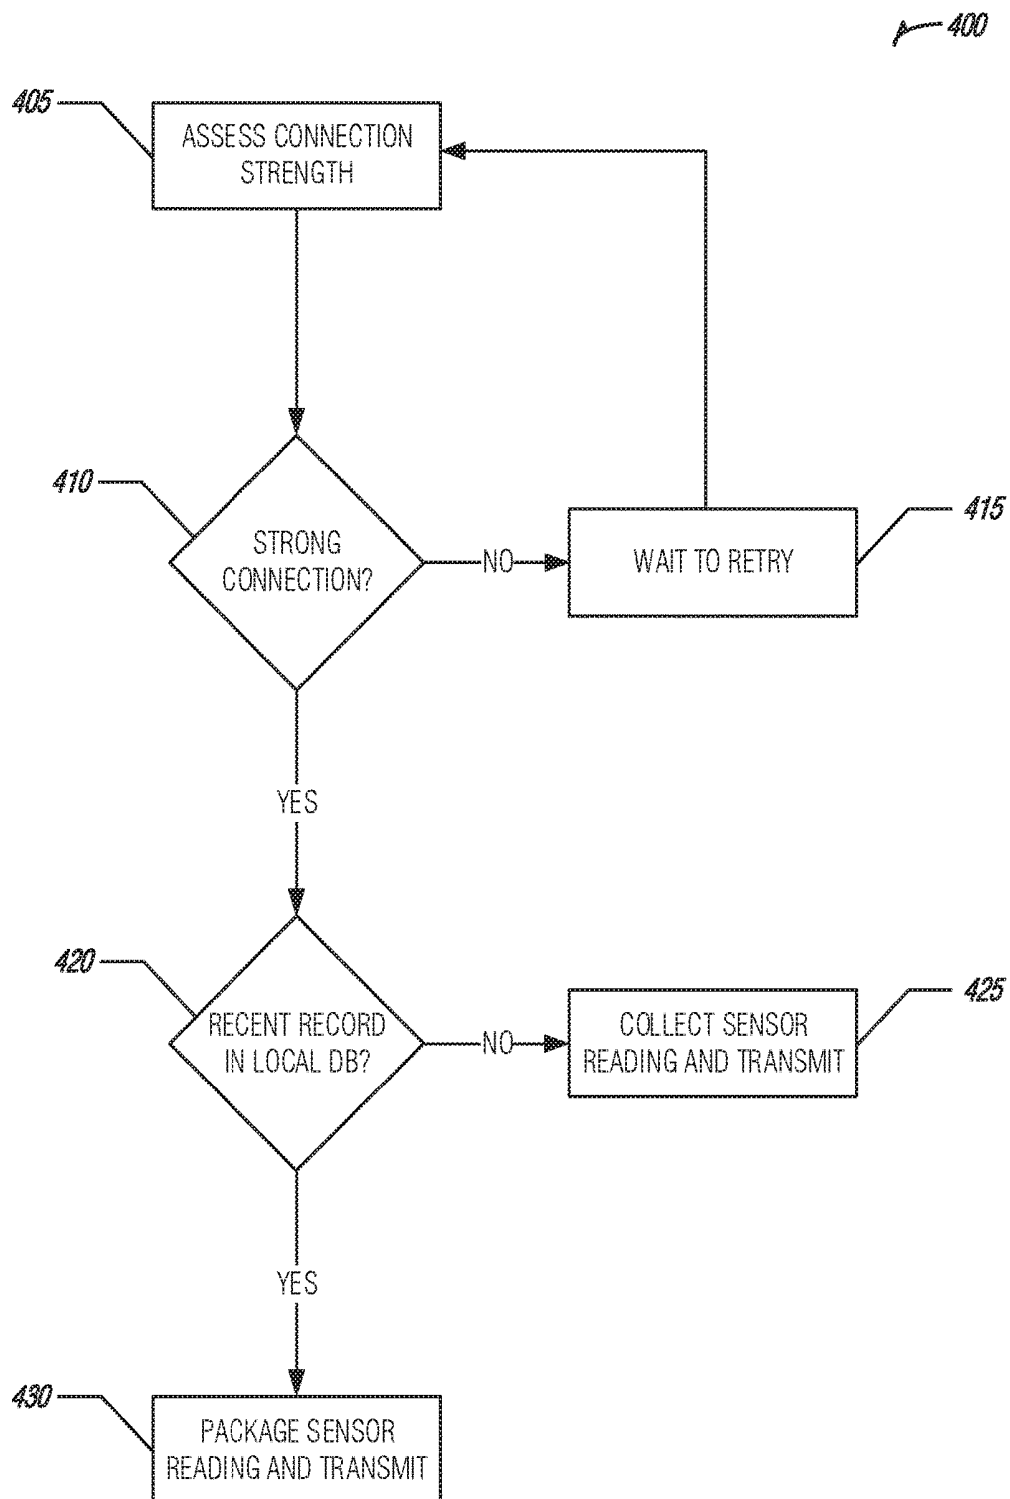 400
405
ASSESS CONNECTION
STRENGTH
410
STRONG
CONNECTION?
NO
WAIT TO RETRY
415
YES
420
RECENT RECORD
IN LOCAL DB?
NO
COLLECT SENSOR
READING AND TRANSMIT
425
YES
430
PACKAGE SENSOR
READING AND TRANSMIT